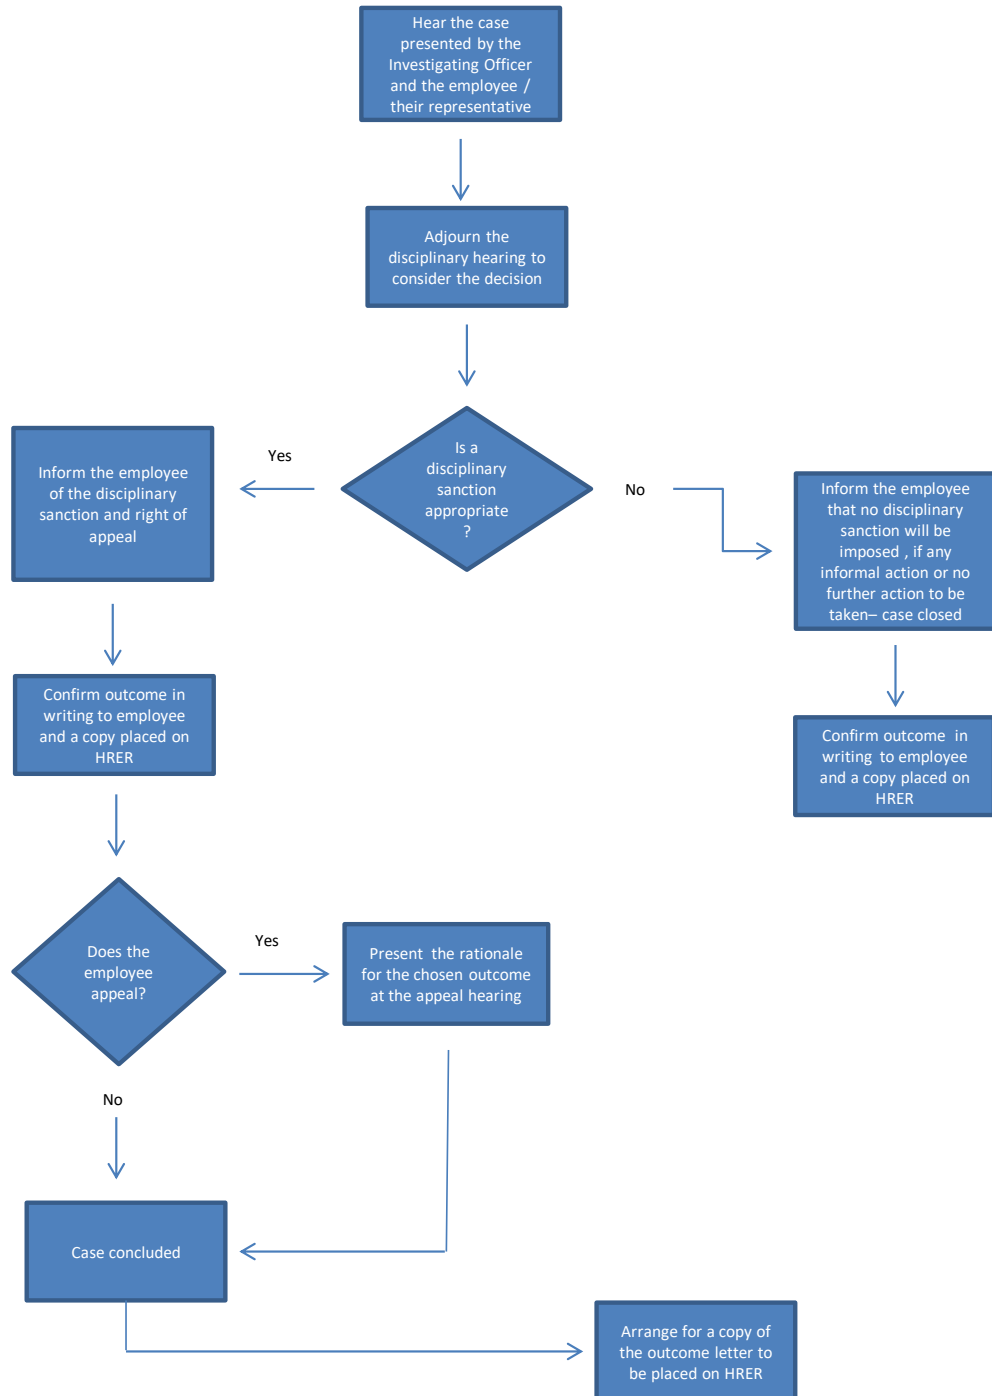 Hear the case
presented by the
Investigating Officer
and the employee /
their representative
Adjourn the
disciplinary hearing to
consider the decision
Is a
disciplinary
sanction
appropriate
?
Yes
No
Inform the employee
of the disciplinary
sanction and right of
appeal
Inform the employee
that no disciplinary
sanction will be
imposed , if any
informal action or no
further action to be
taken– case closed
Confirm outcome in
writing to employee
and a copy placed on
HRER
Confirm outcome in
writing to employee
and a copy placed on
HRER
Does the
employee
appeal?
Yes
Present the rationale
for the chosen outcome
at the appeal hearing
No
Case concluded
Arrange for a copy of
the outcome letter to
be placed on HRER